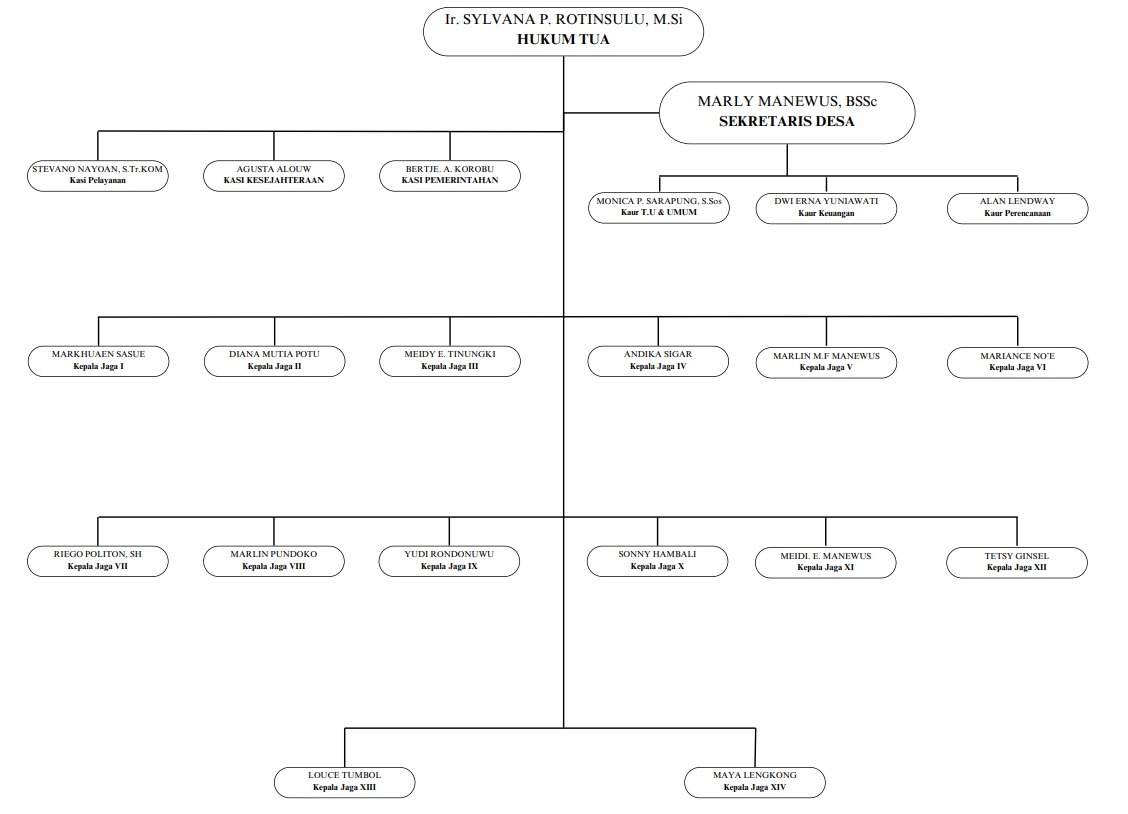 Ir. SYLVANA P. ROTINSULU, M.Si
HUKUM TUA
MARLY MANEWUS, BSSc
SEKRETARIS DESA
STEVANO NAYOAN, S.Tr.KOM
Kasi Pelayanan
AGUSTA ALOUW
KASI KESEJAHTERAAN
BERTJE. A. KOROBU
KASI PEMERINTAHAN
MONICA P. SARAPUNG, S.Sos
Kaur T.U & UMUM
DWI ERNA YUNIAWATI
Kaur Keuangan
ALAN LENDWAY
Kaur Perencanaan
MARKHUAEN SASUE
Kepala Jaga I
DIANA MUTIA POTU
Kepala Jaga II
MEIDY E. TINUNGKI
Kepala Jaga III
ANDIKA SIGAR
Kepala Jaga IV
MARLIN M.F MANEWUS
Kepala Jaga V
MARIANCE NO'E
Kepala Jaga VI
RIEGO POLITON, SH
Kepala Jaga VII
MARLIN PUNDOKO
Kepala Jaga VIII
YUDI RONDONUWU
Kepala Jaga IX
SONNY HAMBALI
Kepala Jaga X
MEIDI. E. MANEWUS
Kepala Jaga XI
TETSY GINSEL
Kepala Jaga XII
LOUCE TUMBOL
Kepala Jaga XIII
MAYA LENGKONG
Kepala Jaga XIV